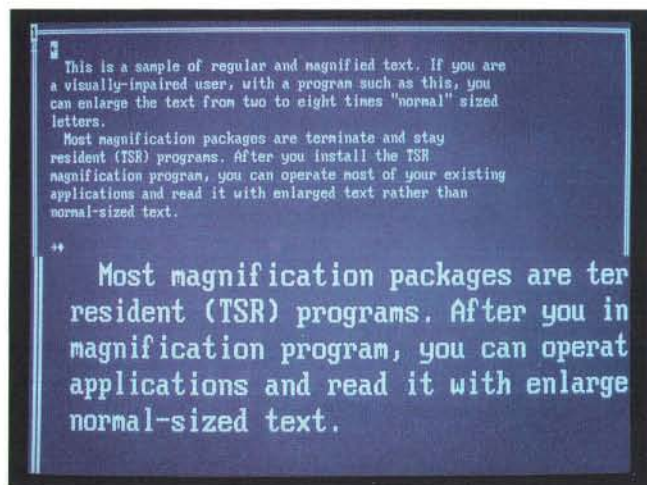 1
This is a sample of regular and magnified text. If you are
a visually-impaired user, with a program such as this, you
can enlarge the text from two to eight times "normal" sized
letters.
Most magnification packages are terminate and stay
resident (TSR) programs. After you install the TSR
magnification program, you can operate most of your existing
applications and read it with enlarged text rather than
normal-sized text.
Most magnification packages are ter
resident (TSR) programs. After you in
magnification program, you can operat
applications and read it with enlarge
normal-sized text.